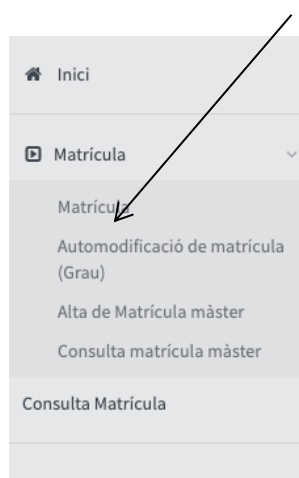 Inici
Matrícula
Matrícula
Automodificació de matrícula
(Grau)
Alta de Matrícula màster
Consulta matrícula màster
Consulta Matrícula